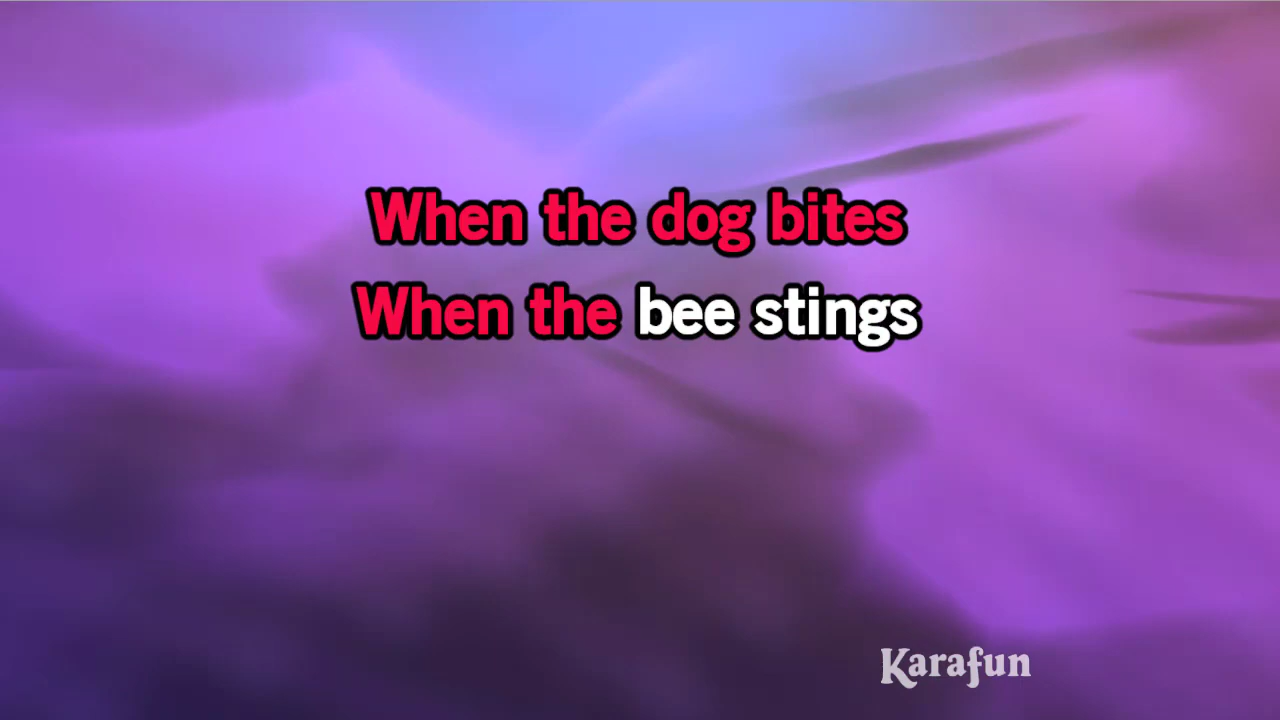 When the dog bites
When the bee stings
Karafun